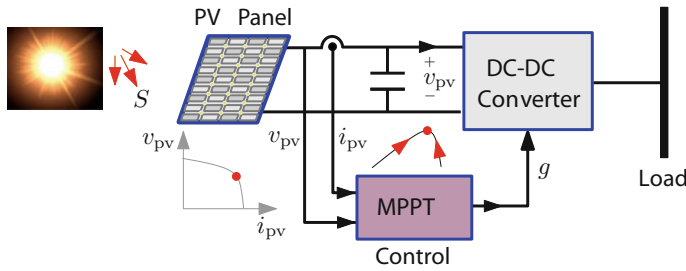 PV Panel
S
+
v_pv
−
DC-DC
Converter
v_pv
v_pv
i_pv
i_pv
MPPT
g
Load
Control